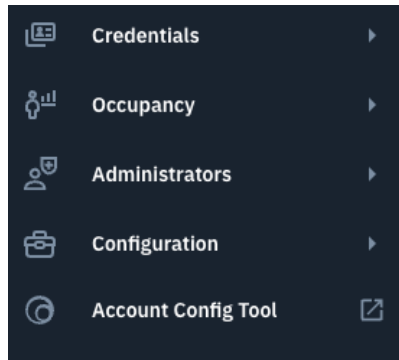 Credentials
Occupancy
Administrators
Configuration
Account Config Tool